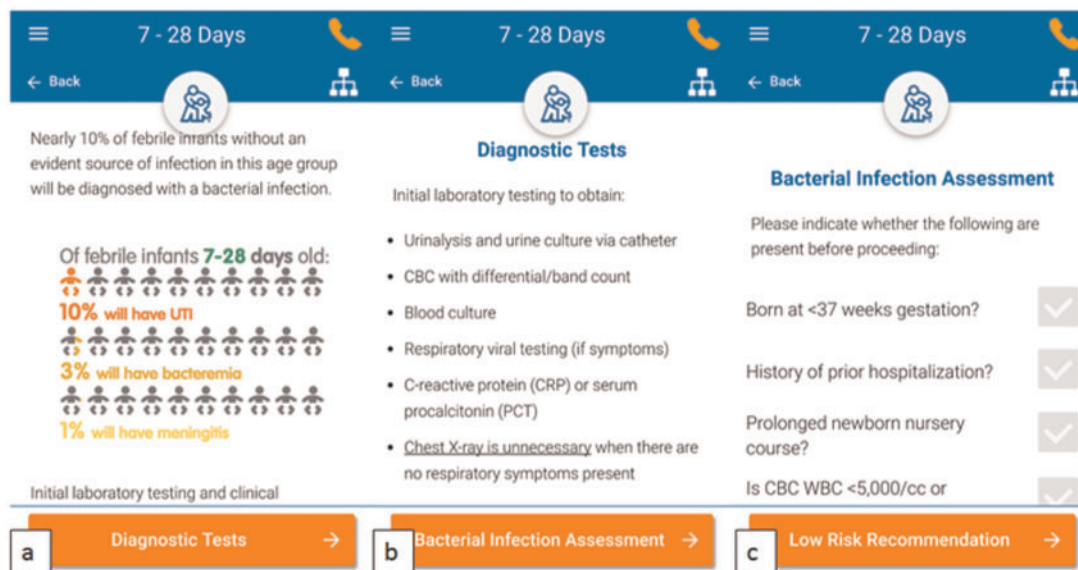 7 - 28 Days
← Back
Nearly 10% of febrile infants without an
evident source of infection in this age group
will be diagnosed with a bacterial infection.
Of febrile infants 7-28 days old:
10% will have UTI
3% will have bacteremia
1% will have meningitis
Initial laboratory testing and clinical
a
Diagnostic Tests →
7 - 28 Days
← Back
Diagnostic Tests
Initial laboratory testing to obtain:
• Urinalysis and urine culture via catheter
• CBC with differential/band count
• Blood culture
• Respiratory viral testing (if symptoms)
• C-reactive protein (CRP) or serum
procalcitonin (PCT)
• Chest X-ray is unnecessary when there are
no respiratory symptoms present
b
Bacterial Infection Assessment →
7 - 28 Days
← Back
Bacterial Infection Assessment
Please indicate whether the following are
present before proceeding:
Born at <37 weeks gestation?
History of prior hospitalization?
Prolonged newborn nursery
course?
Is CBC WBC <5,000/cc or
c
Low Risk Recommendation →